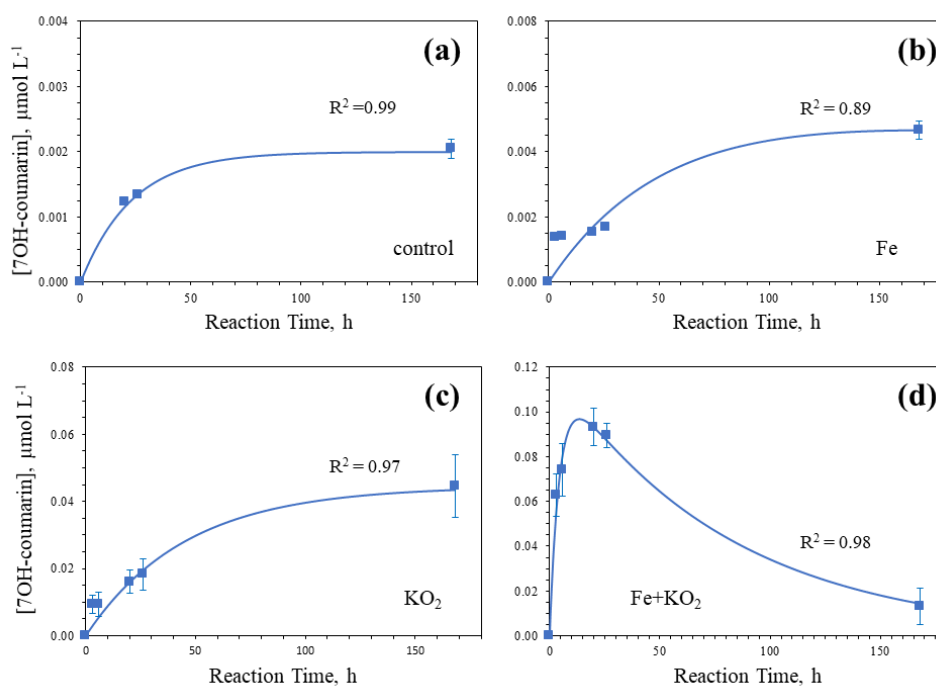 (a)
0.004
0.003
0.002
0.001
0.000
R² =0.99
control
0 50 100 150
Reaction Time, h
[7OH-coumarin], µmol L⁻¹
(b)
0.008
0.006
0.004
0.002
0.000
R² = 0.89
Fe
0 50 100 150
Reaction Time, h
(c)
0.08
0.06
0.04
0.02
0.00
R² = 0.97
KO₂
0 50 100 150
Reaction Time, h
[7OH-coumarin], µmol L⁻¹
(d)
0.12
0.10
0.08
0.06
0.04
0.02
0.00
R² = 0.98
Fe+KO₂
0 50 100 150
Reaction Time, h